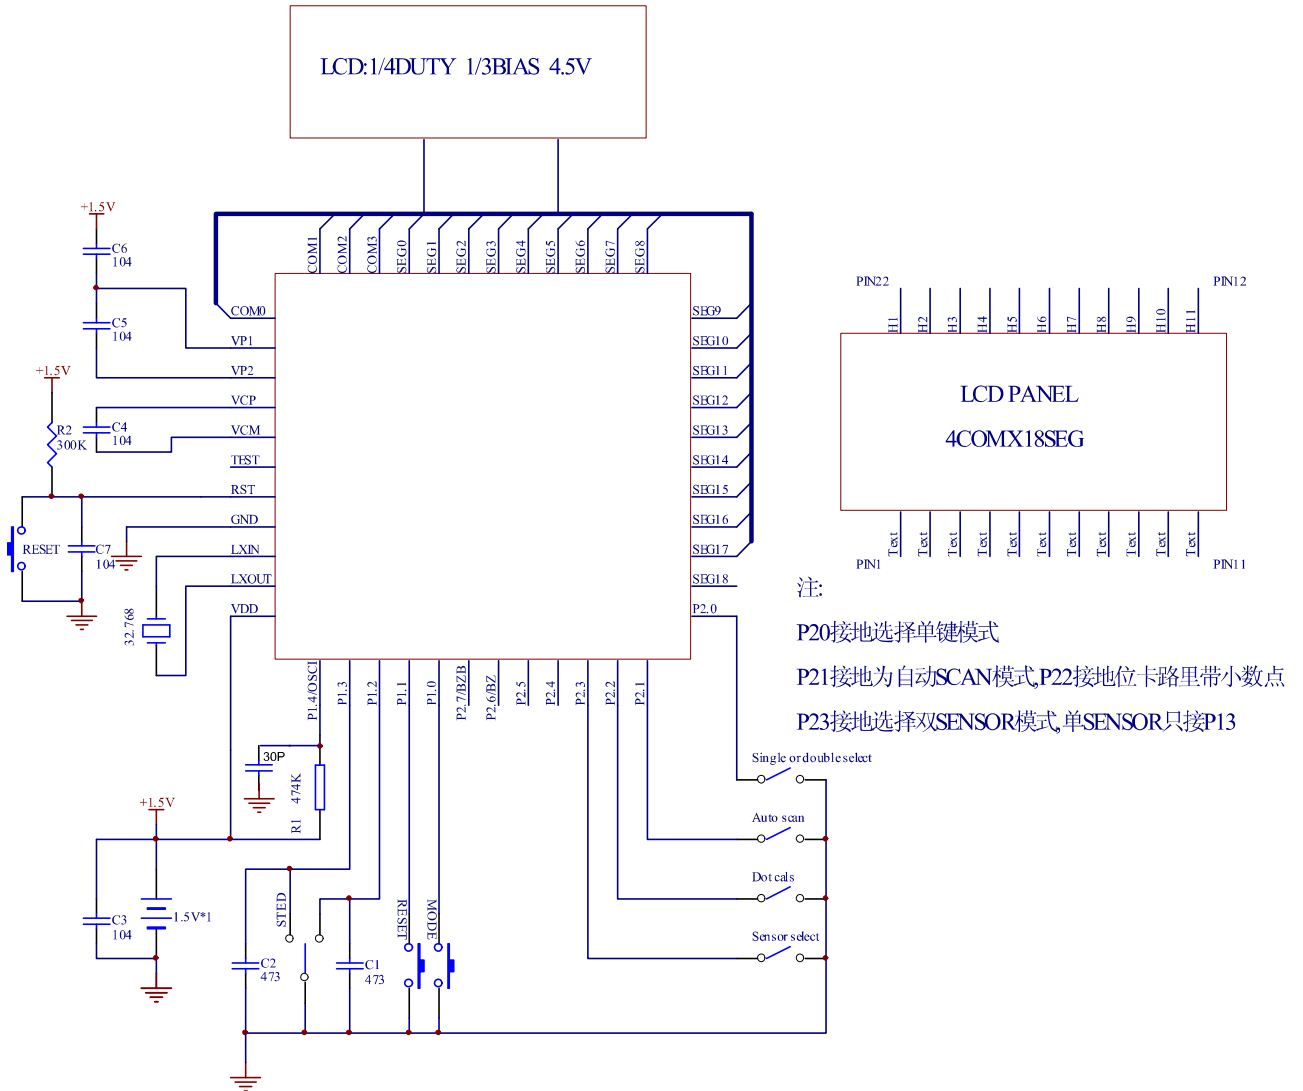 LCD:1/4DUTY 1/3BIAS 4.5V
+1.5V
C6
104
C5
104
+1.5V
R2
300K
C4
104
RESET
C7
104
32.768
COM1
COM2
COM3
SEG0
SEG1
SEG2
SEG3
SEG4
SEG5
SEG6
SEG7
SEG8
COM0
VP1
VP2
VCP
VCM
TEST
RST
GND
LXIN
LXOUT
VDD
SEG9
SEG10
SEG11
SEG12
SEG13
SEG14
SEG15
SEG16
SEG17
SEG18
P2.0
P1.4/OSCI
P1.3
P1.2
P1.1
P1.0
P2.7/BZB
P2.6/BZ
P2.5
P2.4
P2.3
P2.2
P2.1
PIN22
PIN12
H1
H2
H3
H4
H5
H6
H7
H8
H9
H10
H11
LCD PANEL
4COMX18SEG
Text
Text
Text
Text
Text
Text
Text
Text
Text
Text
Text
PIN1
PIN11
注:
P20接地选择单键模式
P21接地为自动SCAN模式,P22接地位卡路里带小数点
P23接地选择双SENSOR模式,单SENSOR只接P13
30P
474K
R1
+1.5V
C3
104
1.5V*1
STED
C2
473
C1
473
RESET
MODE
Single or double select
Auto scan
Dot cals
Sensor select